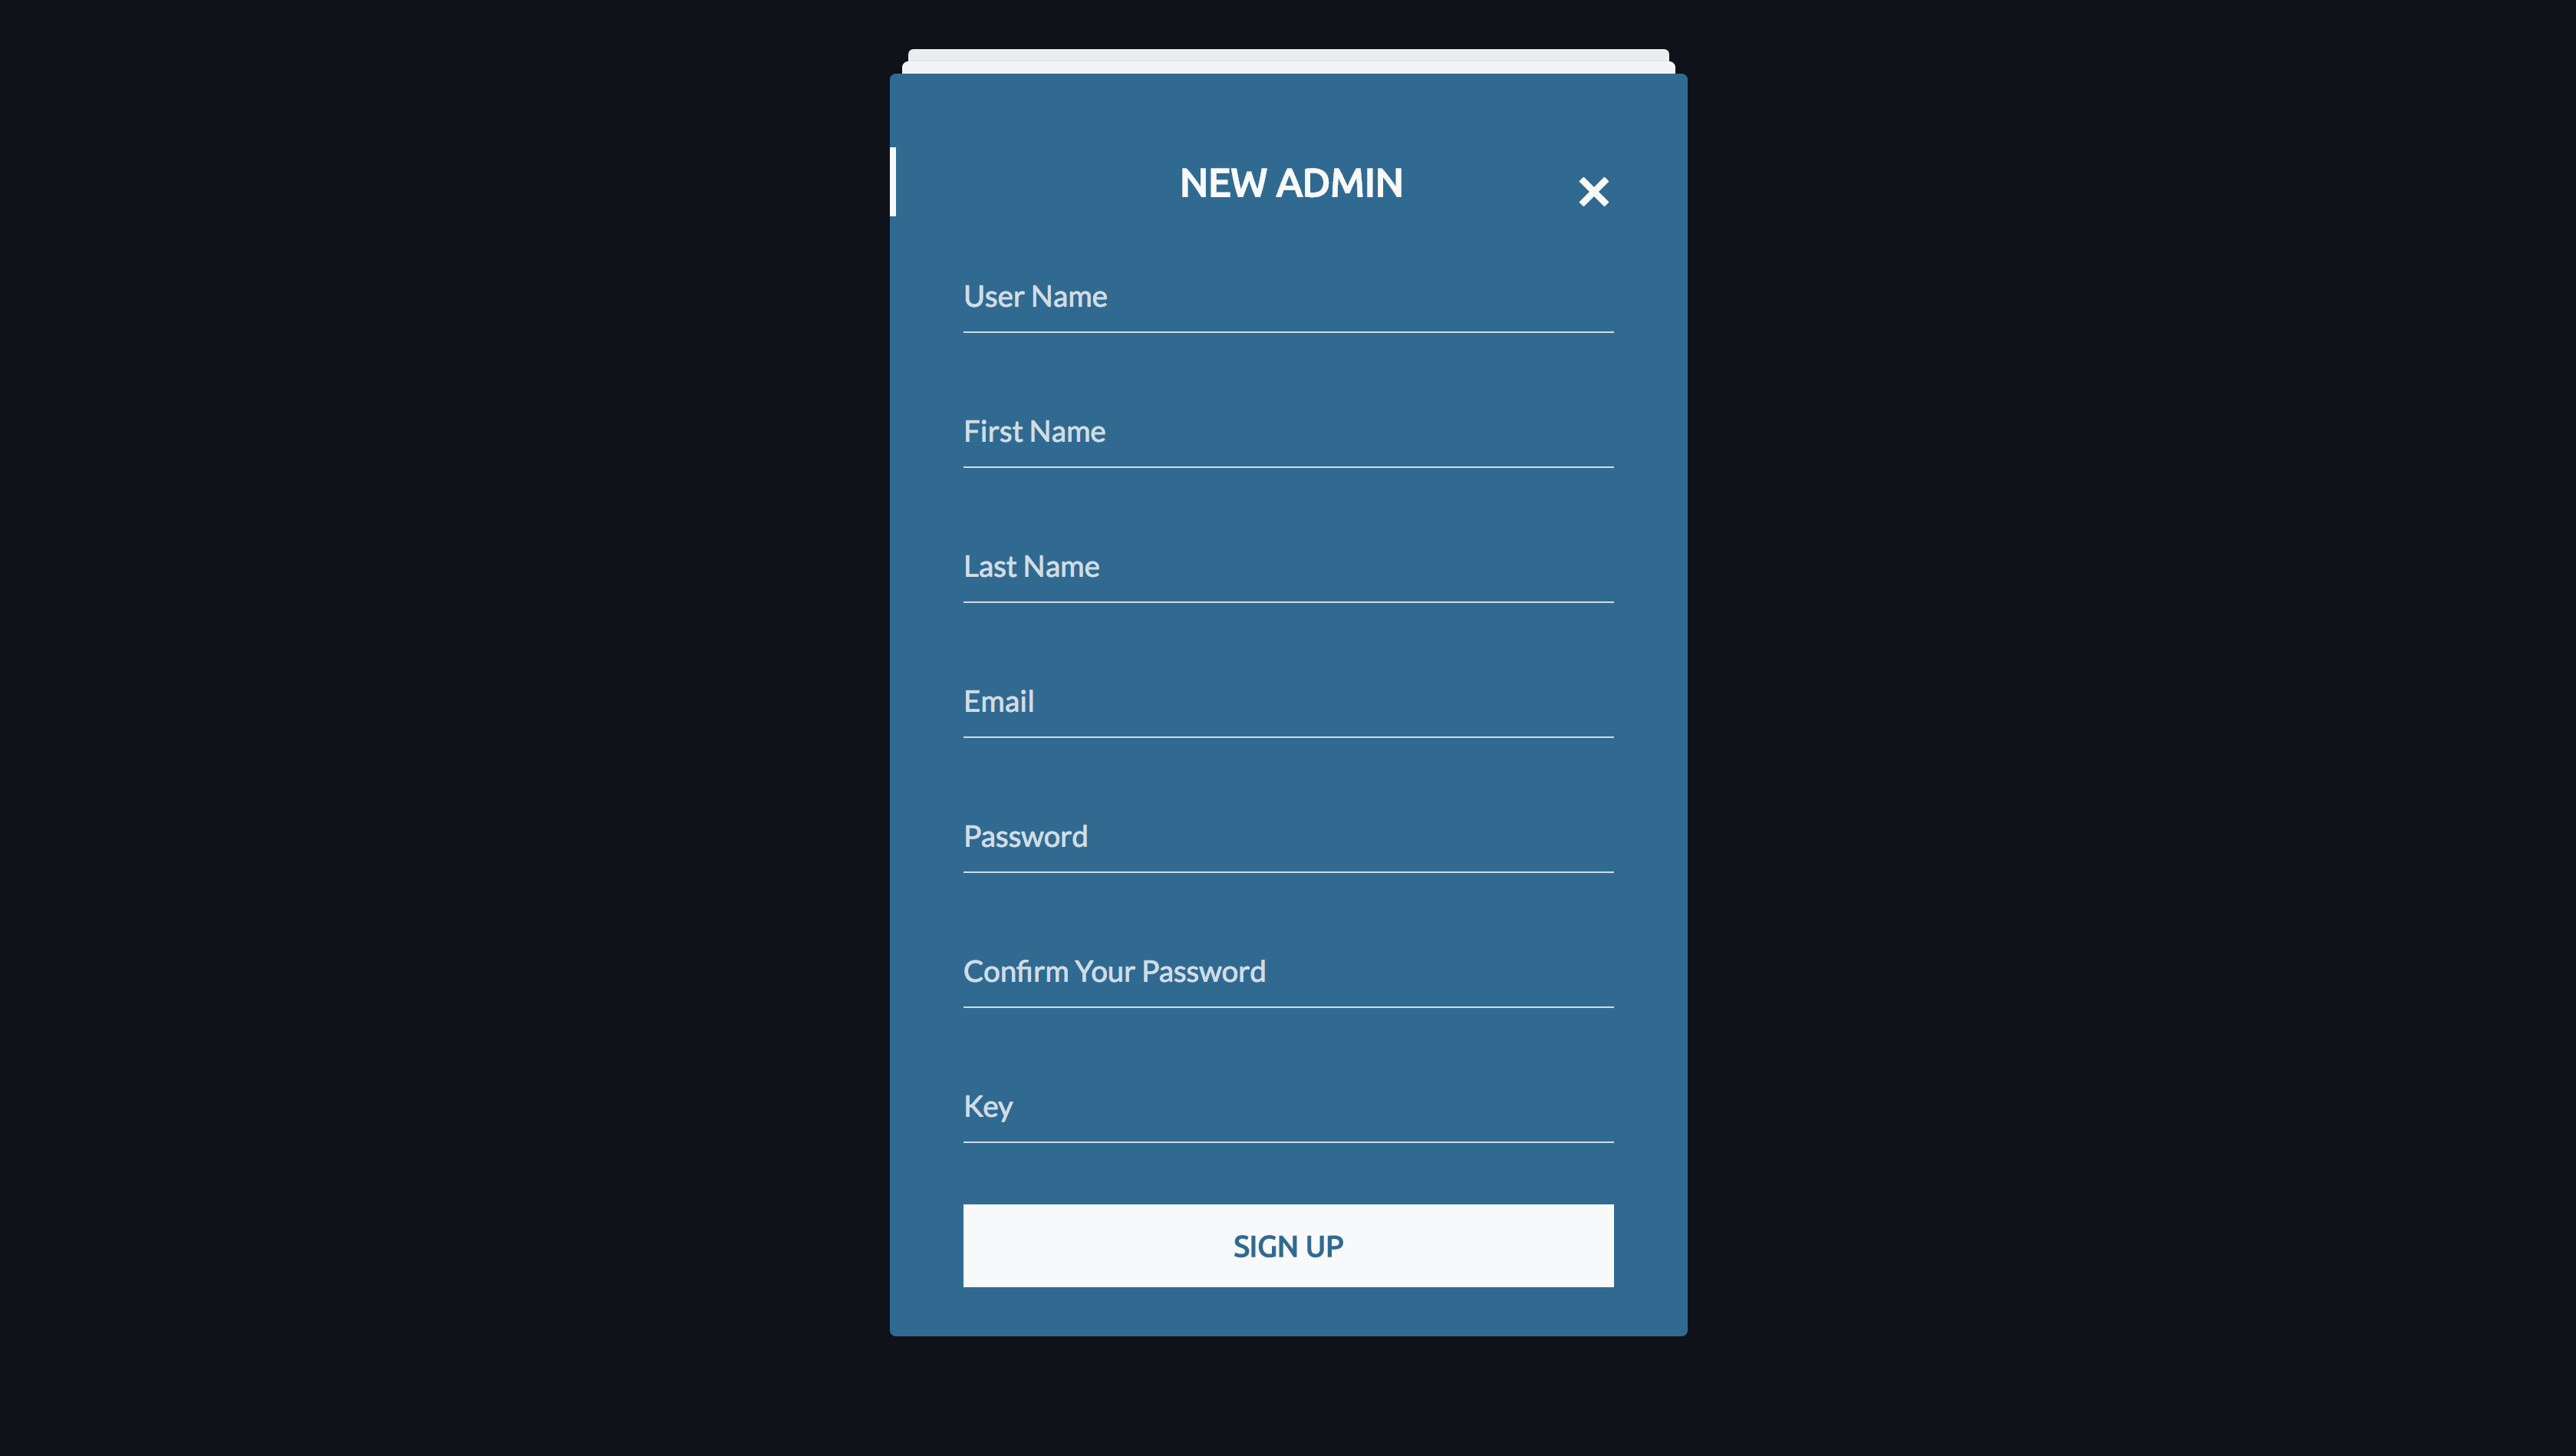 NEW ADMIN
User Name
First Name
Last Name
Email
Password
Confirm Your Password
Key
SIGN UP